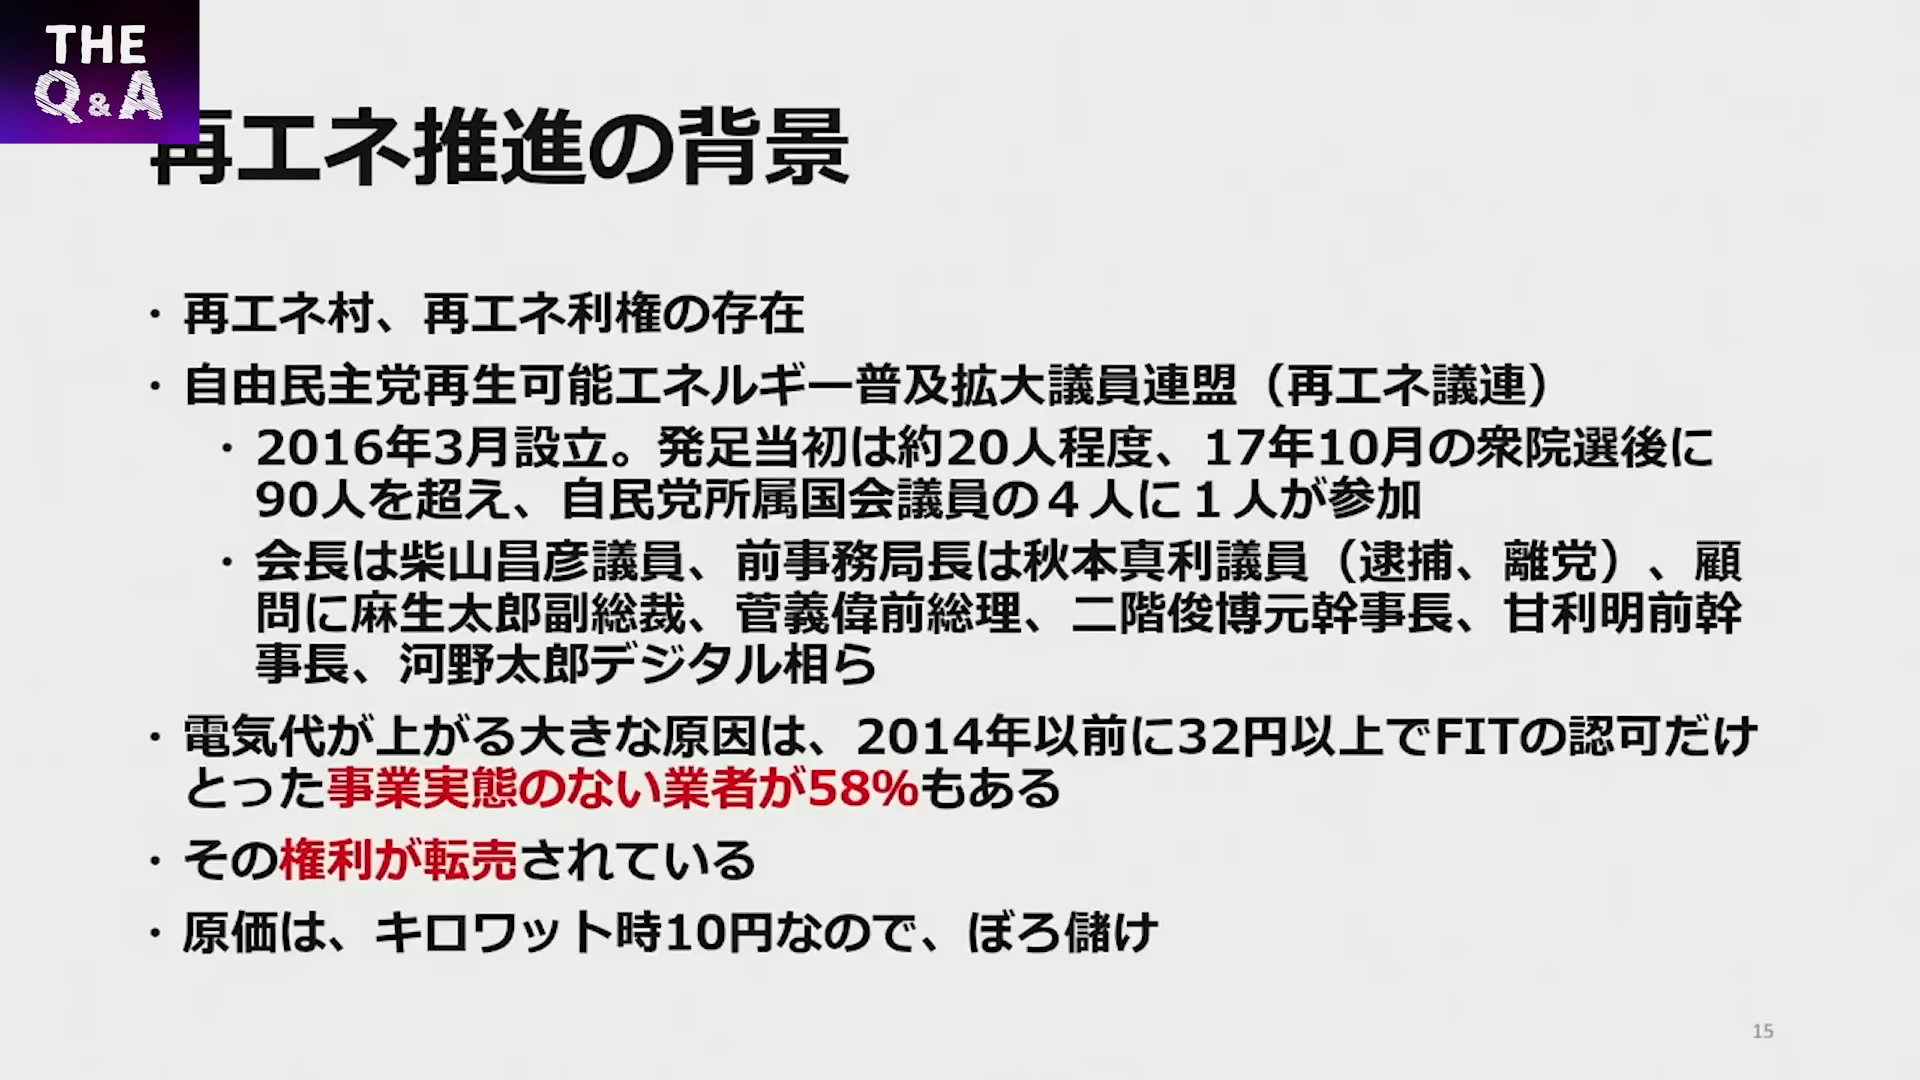 THE
Q&A
再エネ推進の背景
・再エネ村、再エネ利権の存在
・自由民主党再生可能エネルギー普及拡大議員連盟（再エネ議連）
・2016年3月設立。発足当初は約20人程度、17年10月の衆院選後に
90人を超え、自民党所属国会議員の４人に１人が参加
・会長は柴山昌彦議員、前事務局長は秋本真利議員（逮捕、離党）、顧
問に麻生太郎副総裁、菅義偉前総理、二階俊博元幹事長、甘利明前幹
事長、河野太郎デジタル相ら
・電気代が上がる大きな原因は、2014年以前に32円以上でFITの認可だけ
とった事業実態のない業者が58%もある
・その権利が転売されている
・原価は、キロワット時10円なので、ぼろ儲け
15